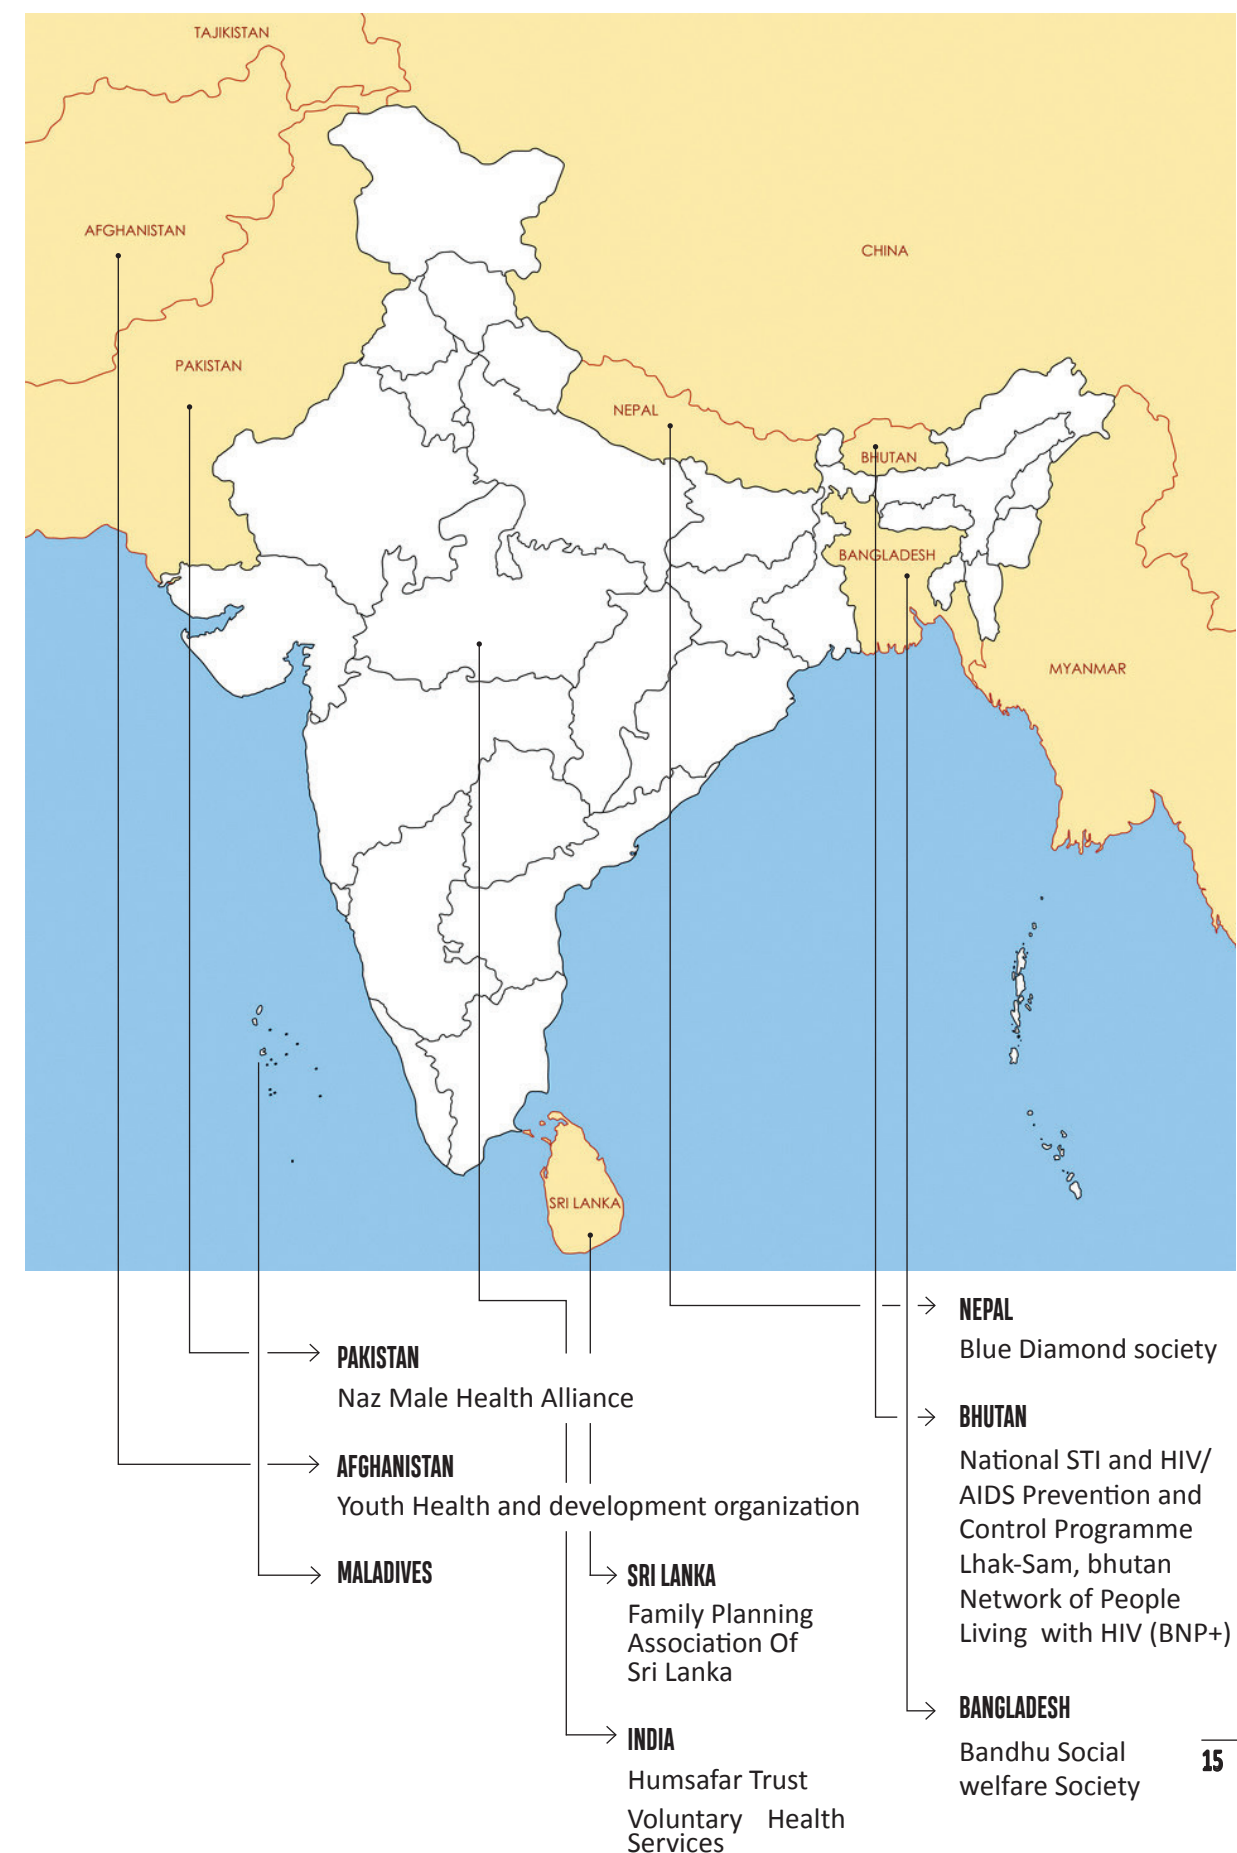 TAJIKISTAN
AFGHANISTAN
CHINA
PAKISTAN
NEPAL
BHUTAN
BANGLADESH
MYANMAR
SRI LANKA
PAKISTAN
Naz Male Health Alliance
AFGHANISTAN
Youth Health and development organization
MALADIVES
SRI LANKA
Family Planning
Association Of
Sri Lanka
INDIA
Humsafar Trust
Voluntary Health
Services
NEPAL
Blue Diamond society
BHUTAN
National STI and HIV/
AIDS Prevention and
Control Programme
Lhak-Sam, bhutan
Network of People
Living with HIV (BNP+)
BANGLADESH
Bandhu Social
welfare Society
15